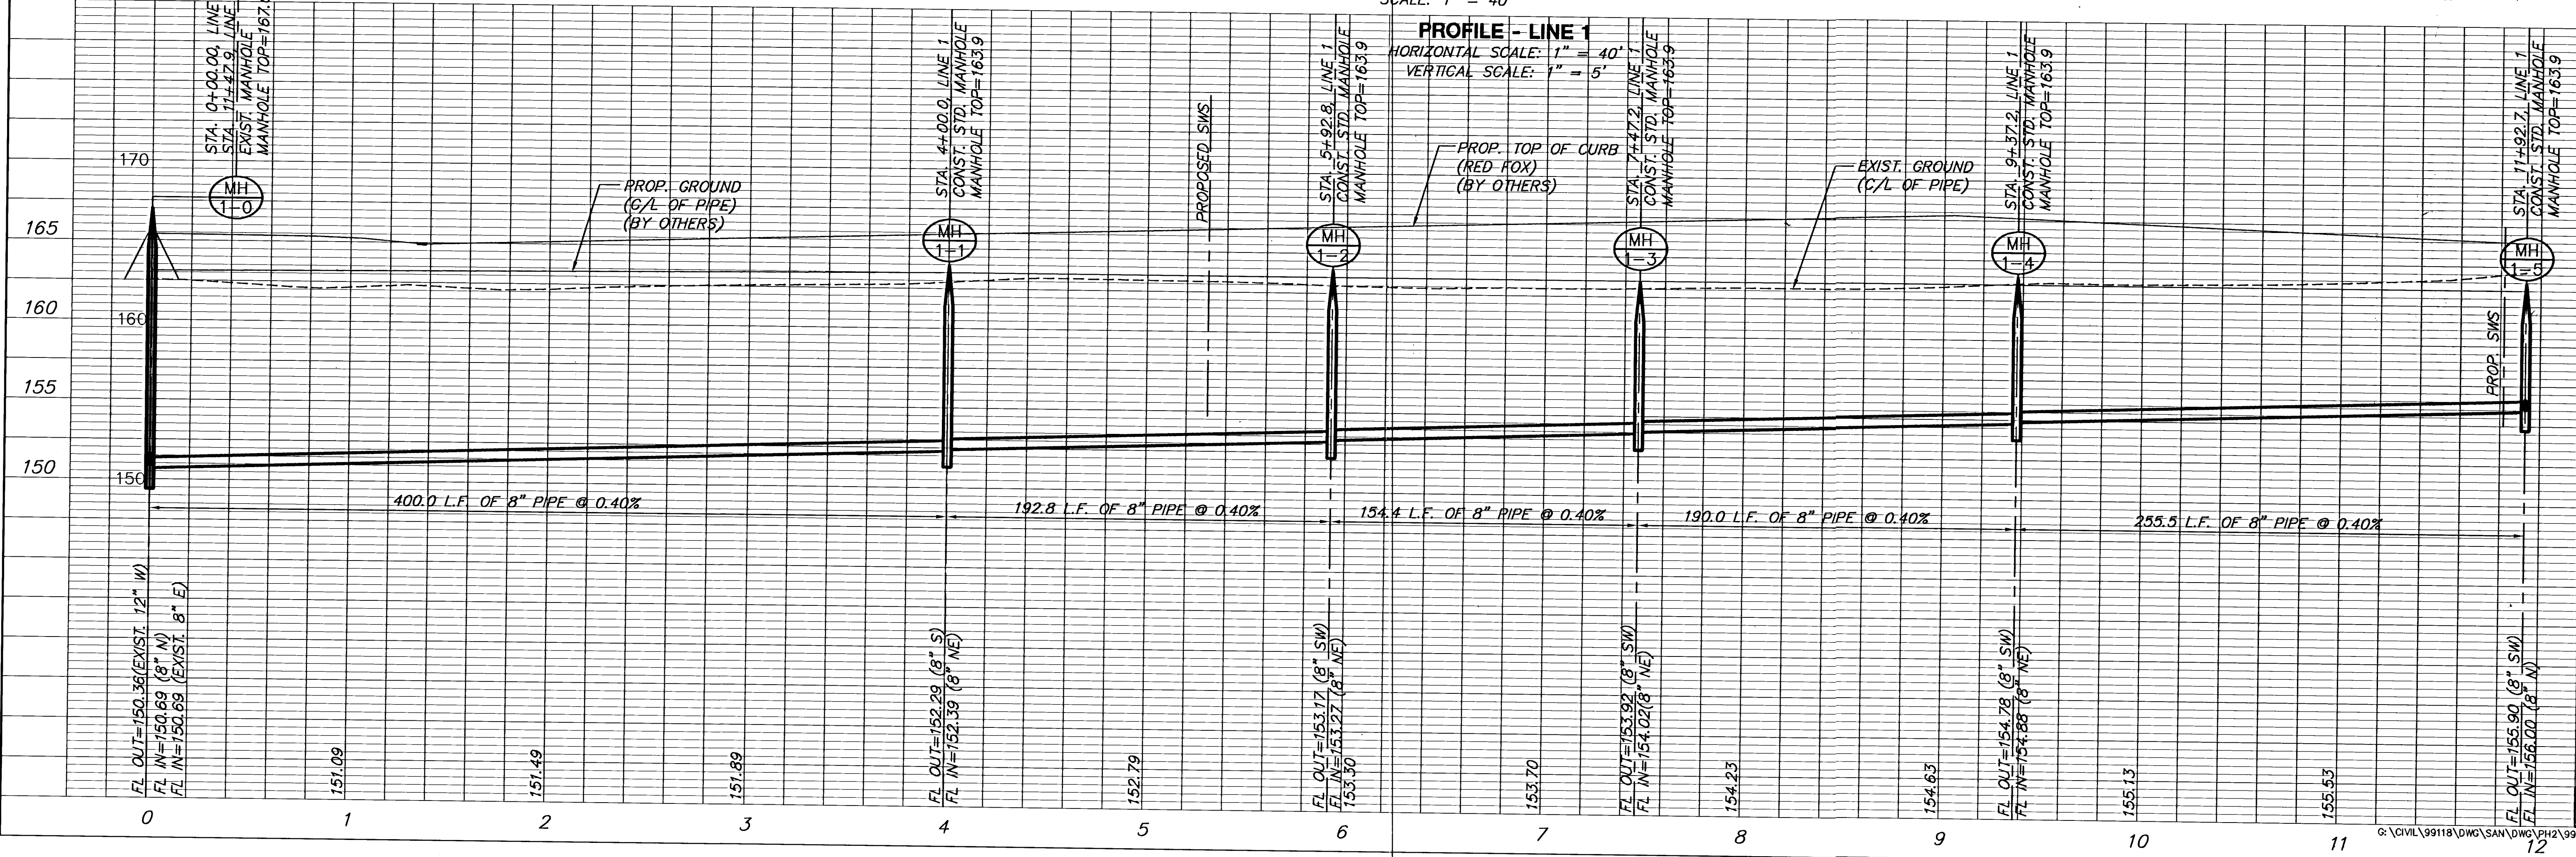 SCALE: 1" = 40'
PROFILE - LINE 1
HORIZONTAL SCALE: 1" = 40'
VERTICAL SCALE: 1" = 5'
STA. 0+00.00, LINE
STA. 11+47.9, LINE
EXIST. MANHOLE
MANHOLE TOP=167.
MH
1-0
STA. 4+00.0, LINE 1
CONST. STD. MANHOLE
MANHOLE TOP=163.9
MH
1-1
PROPOSED SWS
STA. 5+92.8, LINE 1
CONST. STD. MANHOLE
MANHOLE TOP=163.9
MH
1-2
STA. 7+47.2, LINE 1
CONST. STD. MANHOLE
MANHOLE TOP=163.9
MH
1-3
STA. 9+37.2, LINE 1
CONST. STD. MANHOLE
MANHOLE TOP=163.9
MH
1-4
STA. 11+92.7, LINE 1
CONST. STD. MANHOLE
MANHOLE TOP=163.9
MH
1-5
PROP. SWS
PROP. GROUND
(C/L OF PIPE)
(BY OTHERS)
PROP. TOP OF CURB
(RED FOX)
(BY OTHERS)
EXIST. GROUND
(C/L OF PIPE)
170
165
160
160
155
150
150
400.0 L.F. OF 8" PIPE @ 0.40%
192.8 L.F. OF 8" PIPE @ 0.40%
154.4 L.F. OF 8" PIPE @ 0.40%
190.0 L.F. OF 8" PIPE @ 0.40%
255.5 L.F. OF 8" PIPE @ 0.40%
FL OUT=150.36(EXIST. 12" W)
FL IN=150.69 (8" N)
FL IN=150.69 (EXIST. 8" E)
151.09
151.49
151.89
FL OUT=152.29 (8" S)
FL IN=152.39 (8" NE)
152.79
FL OUT=153.17 (8" SW)
FL IN=153.27 (8" NE)
153.30
153.70
FL OUT=153.92 (8" SW)
FL IN=154.02(8" NE)
154.23
154.63
FL OUT=154.78 (8" SW)
FL IN=154.88 (8" NE)
155.13
155.53
FL OUT=155.90 (8" SW)
FL IN=156.00 (8" N)
0 1 2 3 4 5 6 7 8 9 10 11 12
G:\CIVIL\99118\DWG\SAN\DWG\PH2\99